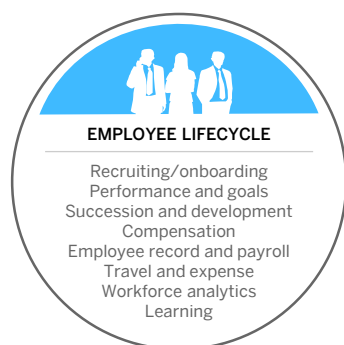 EMPLOYEE LIFECYCLE
Recruiting/onboarding
Performance and goals
Succession and development
Compensation
Employee record and payroll
Travel and expense
Workforce analytics
Learning